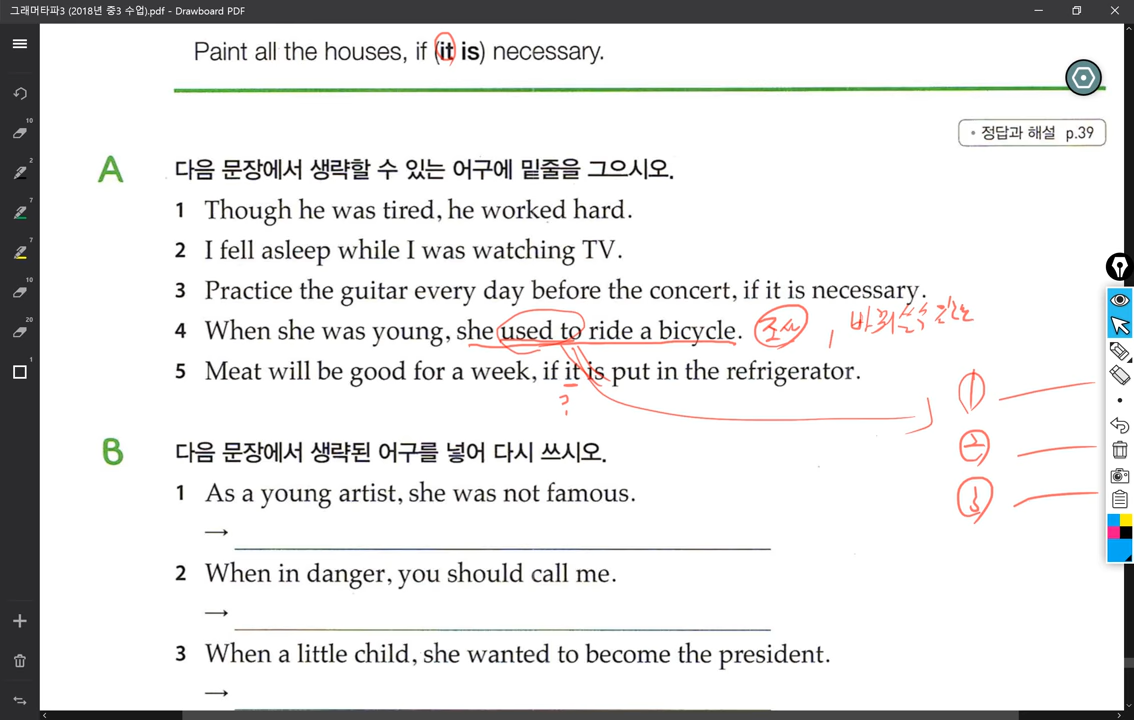 그래머타파3 (2018년 중3 수업).pdf - Drawboard PDF
Paint all the houses, if (it is) necessary.
• 정답과 해설 p.39
A 다음 문장에서 생략할 수 있는 어구에 밑줄을 그으시오.
1 Though he was tired, he worked hard.
2 I fell asleep while I was watching TV.
3 Practice the guitar every day before the concert, if it is necessary.
4 When she was young, she used to ride a bicycle.
5 Meat will be good for a week, if it is put in the refrigerator.
?
①
②
③
B 다음 문장에서 생략된 어구를 넣어 다시 쓰시오.
1 As a young artist, she was not famous.
→
2 When in danger, you should call me.
→
3 When a little child, she wanted to become the president.
→
10
2
7
7
10
20
1